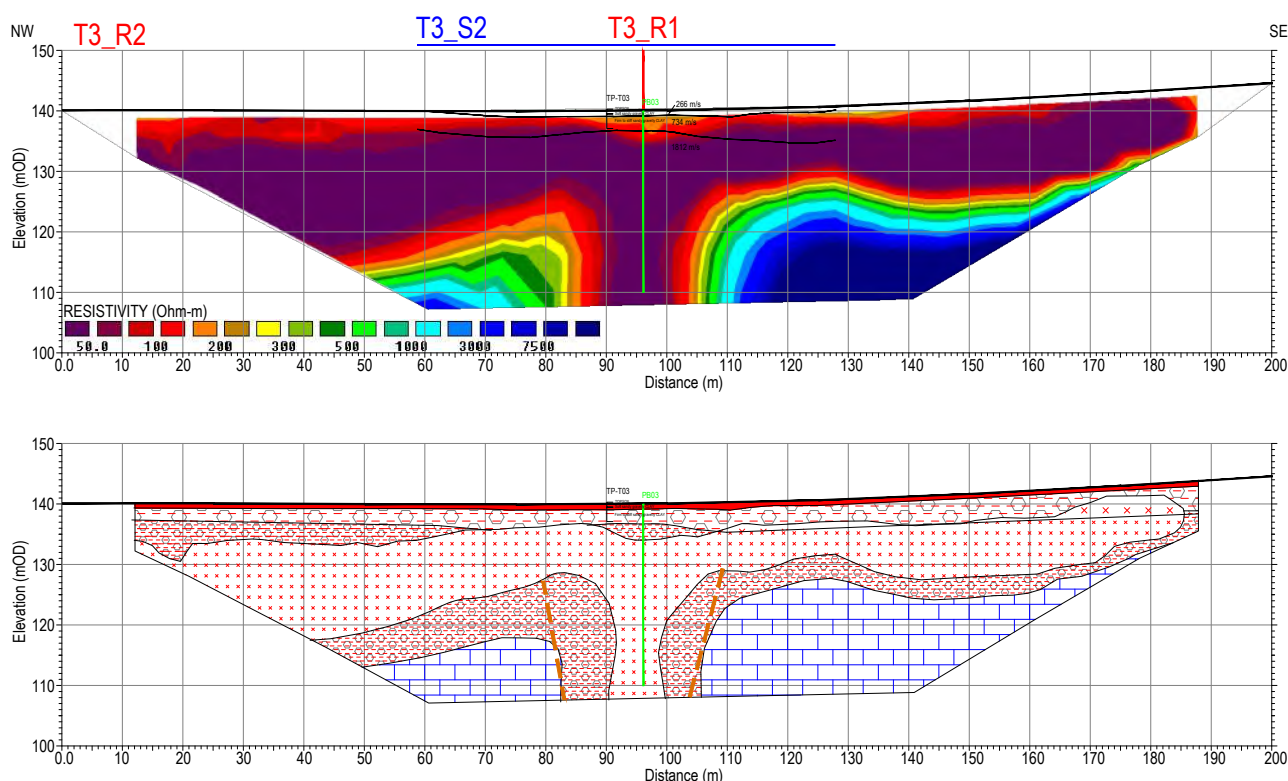 NW
T3_R2
T3_S2
T3_R1
SE
150
140
130
120
110
100
Elevation (mOD)
TP-T03
PB03
266 m/s
734 m/s
1812 m/s
RESISTIVITY (Ohm-m)
50.0 100 200 300 500 1000 3000 7500
0.0 10 20 30 40 50 60 70 80 90 100 110 120 130 140 150 160 170 180 190 200
Distance (m)
150
140
130
120
110
100
Elevation (mOD)
TP-T03
PB03
0.0 10 20 30 40 50 60 70 80 90 100 110 120 130 140 150 160 170 180 190 200
Distance (m)